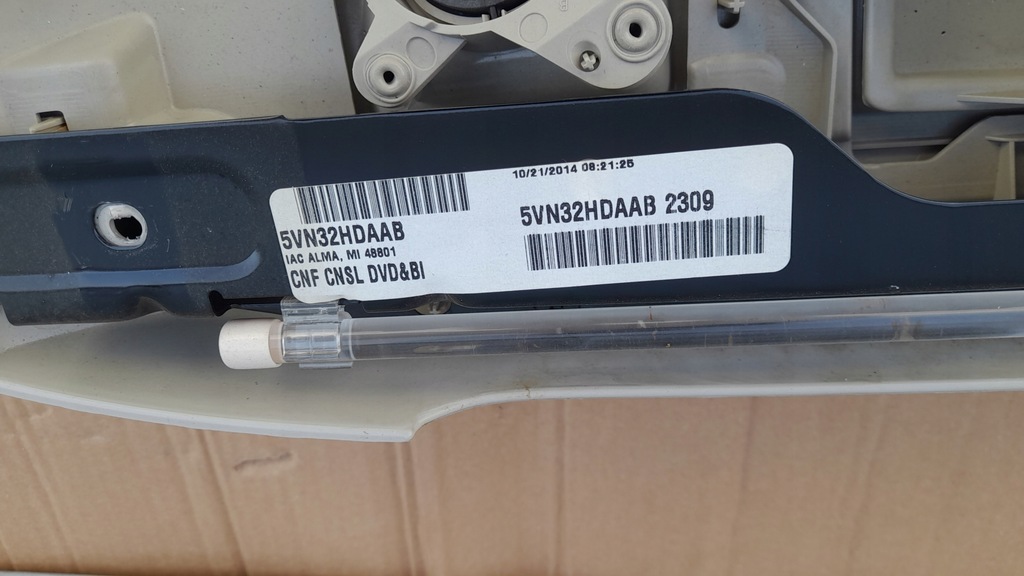 10/21/2014 08:21:25
5VN32HDAAB
IAC ALMA, MI 48801
CNF CNSL DVD&BI
5VN32HDAAB 2309